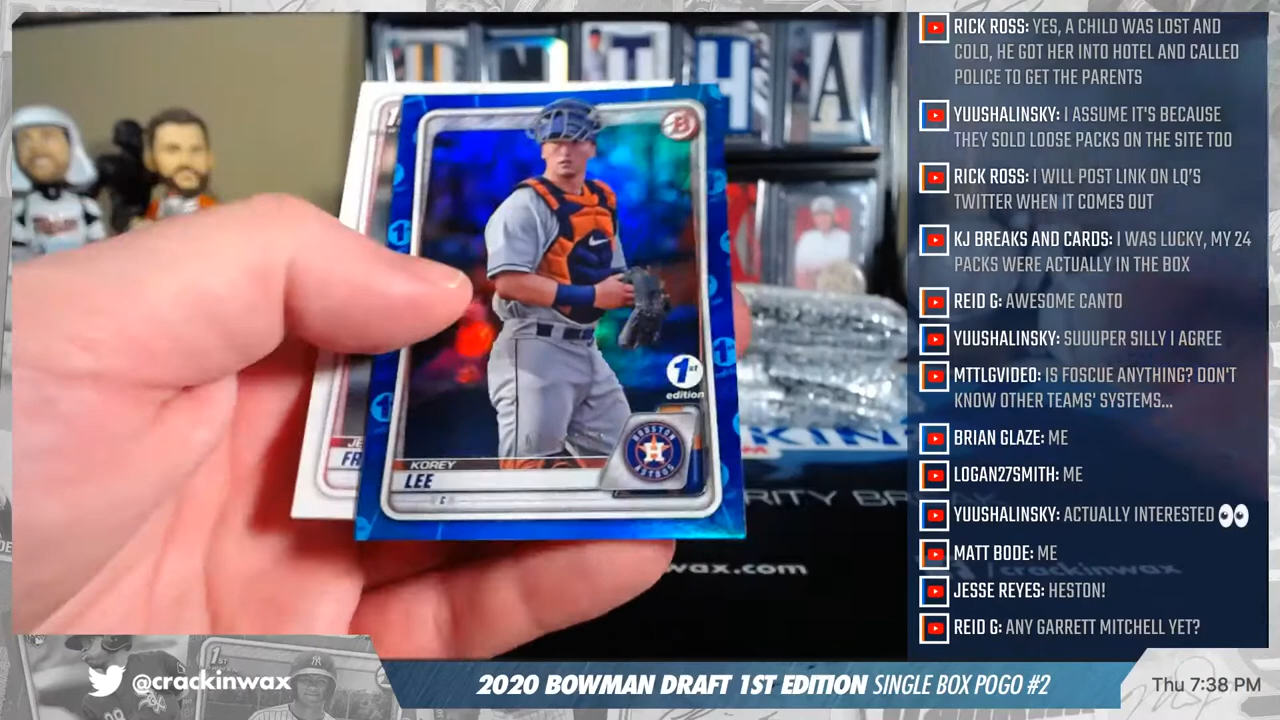 1st
edition
KOREY
LEE
C
HOUSTON
ASTROS
FR
A
wax.com
RICK ROSS: YES, A CHILD WAS LOST AND
COLD, HE GOT HER INTO HOTEL AND CALLED
POLICE TO GET THE PARENTS
YUUSHALINSKY: I ASSUME IT'S BECAUSE
THEY SOLD LOOSE PACKS ON THE SITE TOO
RICK ROSS: I WILL POST LINK ON LQ'S
TWITTER WHEN IT COMES OUT
KJ BREAKS AND CARDS: I WAS LUCKY, MY 24
PACKS WERE ACTUALLY IN THE BOX
REID G: AWESOME CANTO
YUUSHALINSKY: SUUUPER SILLY I AGREE
MTTLGVIDEO: IS FOSCUE ANYTHING? DON'T
KNOW OTHER TEAMS' SYSTEMS...
BRIAN GLAZE: ME
LOGAN27SMITH: ME
YUUSHALINSKY: ACTUALLY INTERESTED 👀
MATT BODE: ME
JESSE REYES: HESTON!
REID G: ANY GARRETT MITCHELL YET?
@crackinwax
2020 BOWMAN DRAFT 1ST EDITION SINGLE BOX POGO #2
Thu 7:38 PM